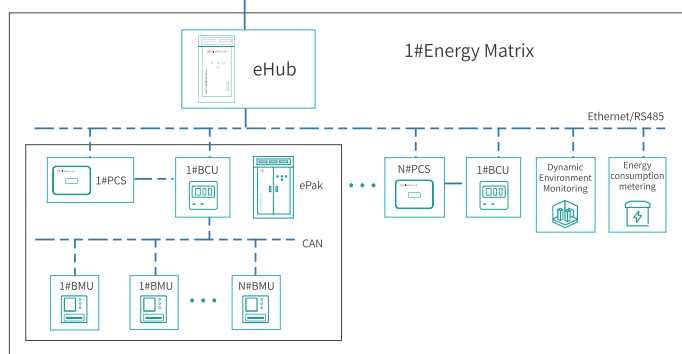 1#Energy Matrix
eHub
Ethernet/RS485
1#PCS
1#BCU
ePak
N#PCS
1#BCU
Dynamic
Environment
Monitoring
Energy
consumption
metering
CAN
1#BMU
1#BMU
N#BMU